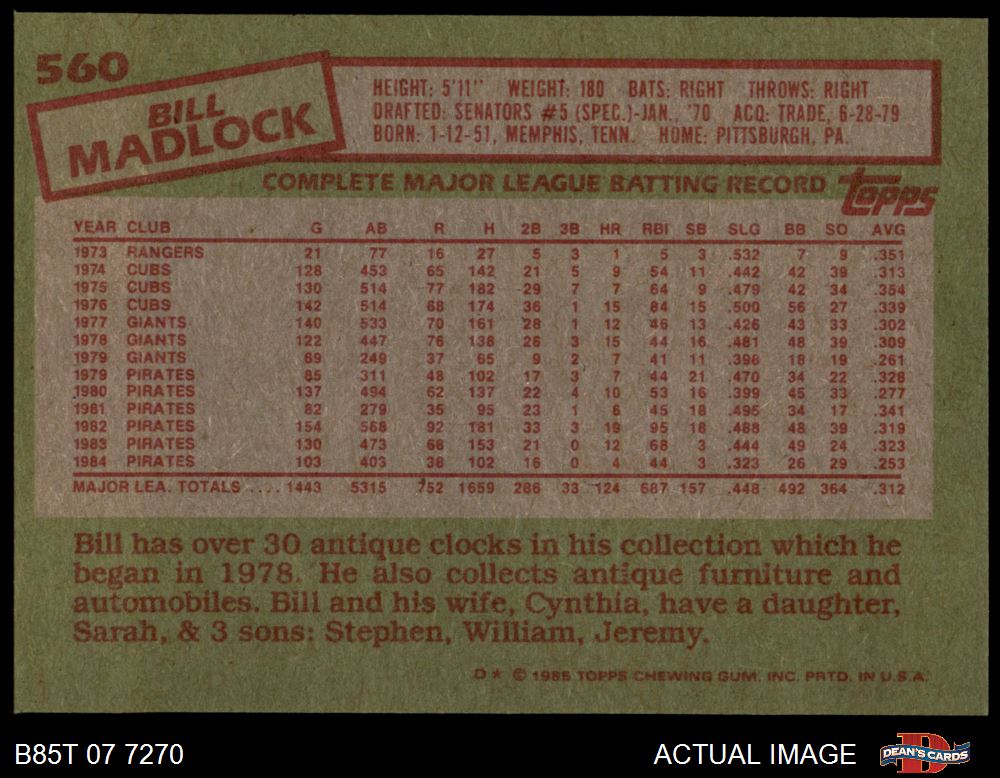 560
BILL
MADLOCK
HEIGHT: 5'11" WEIGHT: 180 BATS: RIGHT THROWS: RIGHT
DRAFTED: SENATORS #5 (SPEC.)-JAN., '70 ACQ: TRADE, 6-28-79
BORN: 1-12-51, MEMPHIS, TENN. HOME: PITTSBURGH, PA.
COMPLETE MAJOR LEAGUE BATTING RECORD topps
YEAR CLUB G AB R H 2B 3B HR RBI SB SLG BB SO AVG
1973 RANGERS 21 77 16 27 5 3 1 5 3 .532 7 9 .351
1974 CUBS 128 453 65 142 21 5 9 54 11 .442 42 39 .313
1975 CUBS 130 514 77 182 29 7 7 64 9 .479 42 34 .354
1976 CUBS 142 514 68 174 36 1 15 84 15 .500 56 27 .339
1977 GIANTS 140 533 70 161 28 1 12 46 13 .426 43 33 .302
1978 GIANTS 122 447 76 138 26 3 15 44 16 .481 48 39 .309
1979 GIANTS 69 249 37 65 9 2 7 41 11 .398 18 19 .261
1979 PIRATES 85 311 48 102 17 3 7 44 21 .470 34 22 .328
1980 PIRATES 137 494 62 137 22 4 10 53 16 .399 45 33 .277
1981 PIRATES 82 279 35 95 23 1 6 45 18 .495 34 17 .341
1982 PIRATES 154 568 92 181 33 3 19 95 18 .488 48 39 .319
1983 PIRATES 130 473 68 153 21 0 12 68 3 .444 49 24 .323
1984 PIRATES 103 403 38 102 16 0 4 44 3 .323 26 29 .253
MAJOR LEA. TOTALS .... 1443 5315 752 1659 286 33 124 687 157 .448 492 364 .312
Bill has over 30 antique clocks in his collection which he
began in 1978. He also collects antique furniture and
automobiles. Bill and his wife, Cynthia, have a daughter,
Sarah, & 3 sons: Stephen, William, Jeremy.
D* © 1985 TOPPS CHEWING GUM, INC. PRTD. IN U.S.A.
B85T 07 7270 ACTUAL IMAGE DEAN'S CARDS